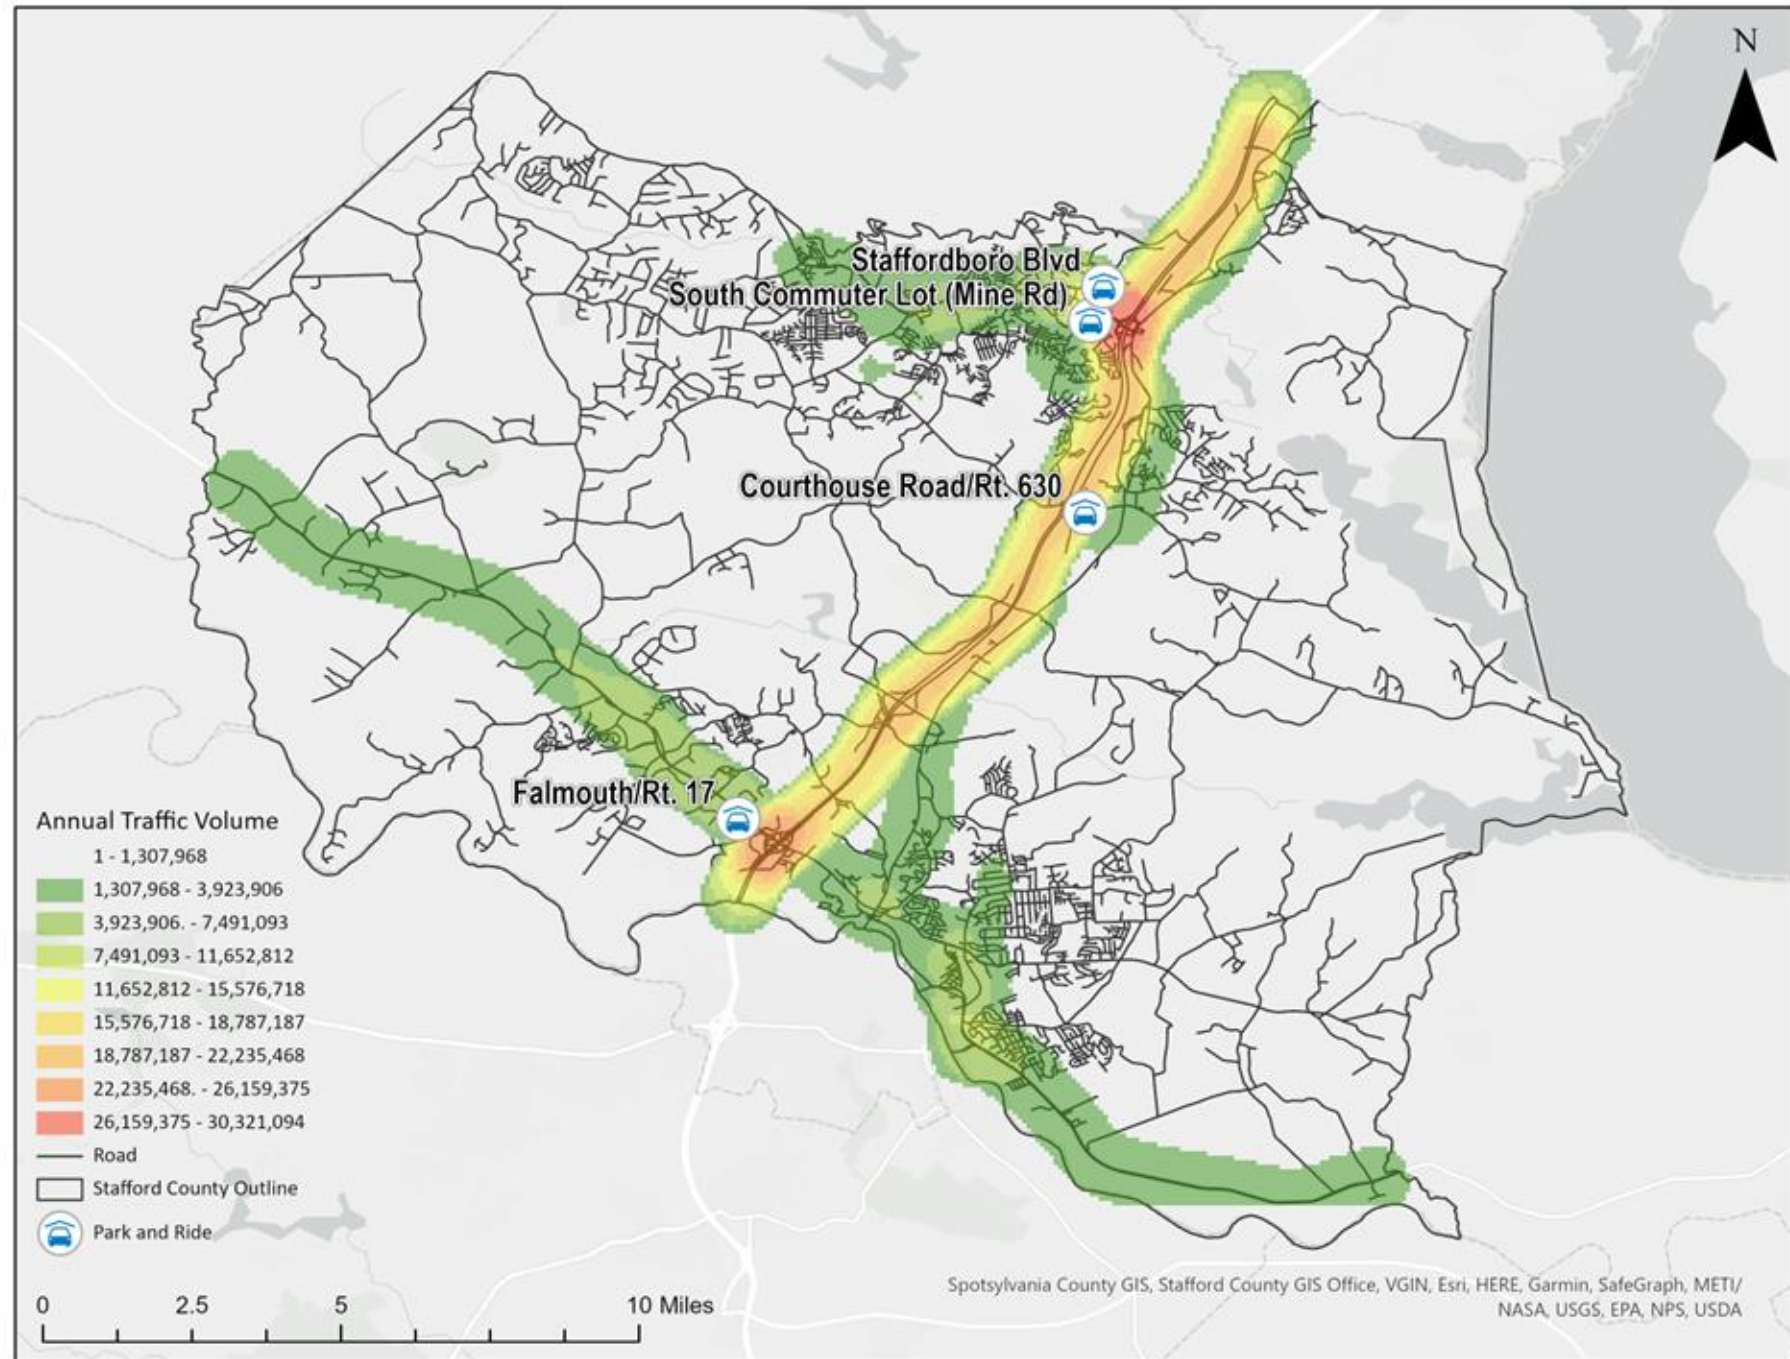 N
Staffordboro Blvd
South Commuter Lot (Mine Rd)
Courthouse Road/Rt. 630
Falmouth/Rt. 17
Annual Traffic Volume
1 - 1,307,968
1,307,968 - 3,923,906
3,923,906. - 7,491,093
7,491,093 - 11,652,812
11,652,812 - 15,576,718
15,576,718 - 18,787,187
18,787,187 - 22,235,468
22,235,468. - 26,159,375
26,159,375 - 30,321,094
Road
Stafford County Outline
Park and Ride
0 2.5 5 10 Miles
Spotsylvania County GIS, Stafford County GIS Office, VGIN, Esri, HERE, Garmin, SafeGraph, METI/
NASA, USGS, EPA, NPS, USDA